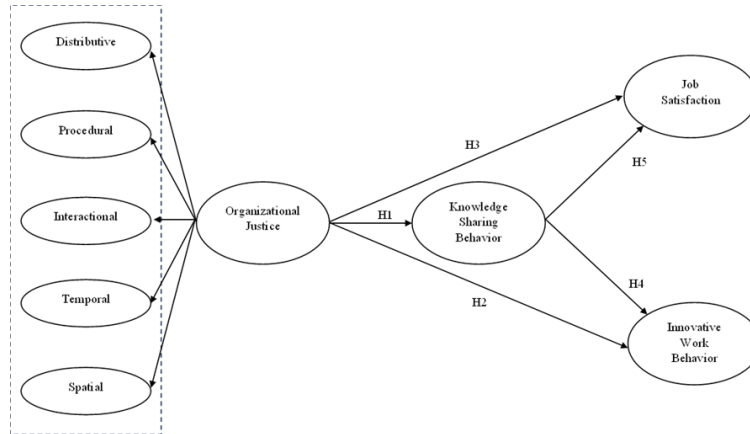 Distributive
Procedural
Interactional
Temporal
Spatial
Organizational
Justice
H3
H1
H2
Knowledge
Sharing
Behavior
H5
H4
Job
Satisfaction
Innovative
Work
Behavior